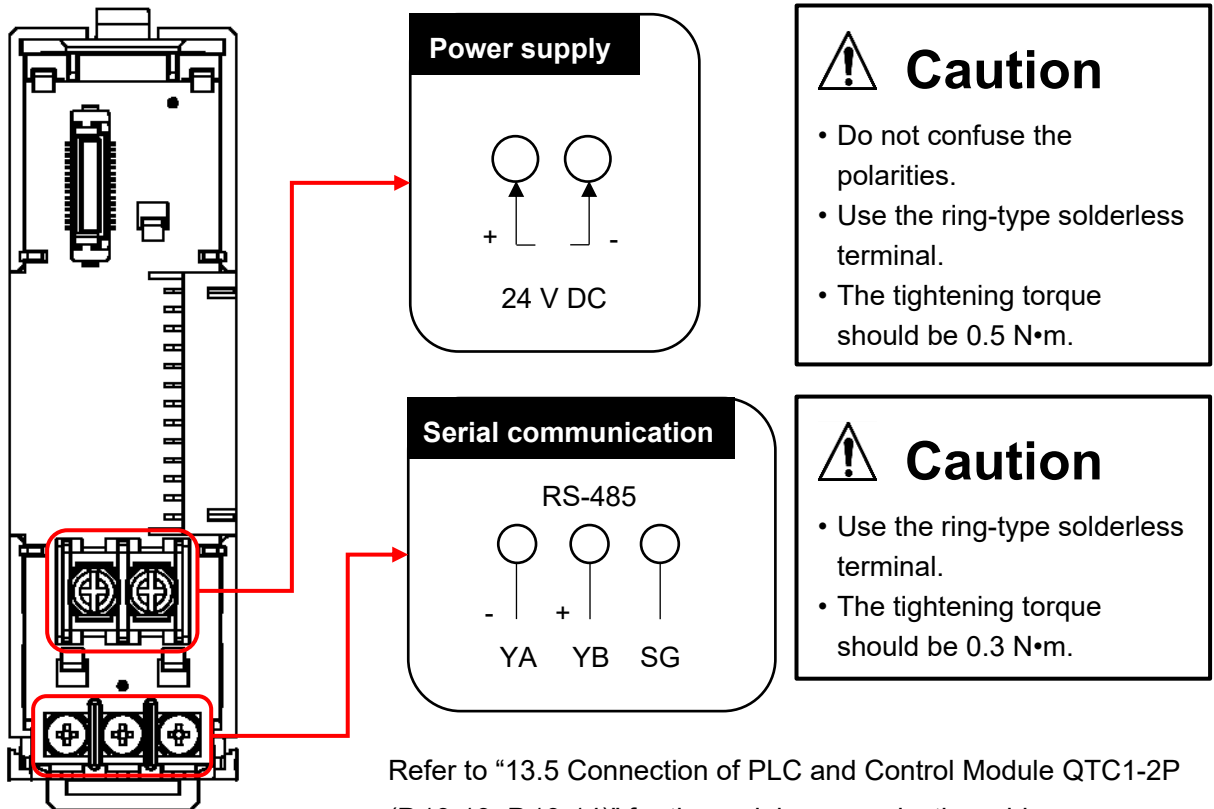 Power supply
+ -
24 V DC
Caution
• Do not confuse the
polarities.
• Use the ring-type solderless
terminal.
• The tightening torque
should be 0.5 N•m.
Serial communication
RS-485
- +
YA YB SG
Caution
• Use the ring-type solderless
terminal.
• The tightening torque
should be 0.3 N•m.
Refer to “13.5 Connection of PLC and Control Module QTC1-2P